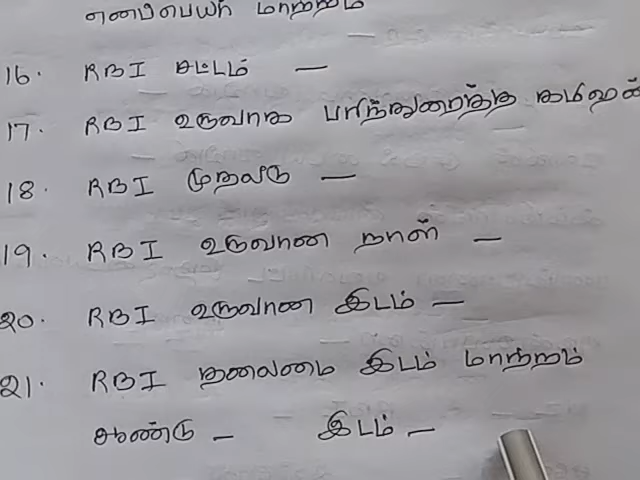 எனப்பெயர் மாற்றம்
16. RBI சட்டம் —
17. RBI உருவாக பரிந்துரைத்த கமிஷன்
18. RBI முதலீடு —
19. RBI உருவான நாள் —
20. RBI உருவான இடம் —
21. RBI தலைமை இடம் மாற்றம்
ஆண்டு — இடம் —